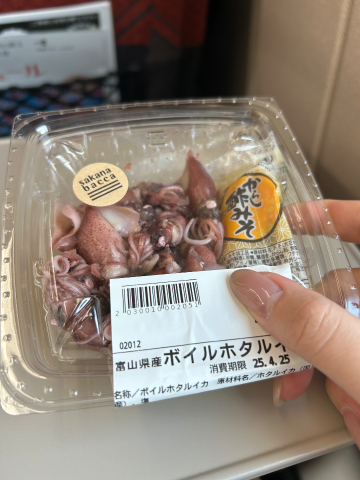 sakana
bacca
からし
酢みそ
2030010002052
02012
富山県産ボイルホタルイ
消費期限 25.4.25
名称/ボイルホタルイカ 原材料名/ホタルイカ
塩